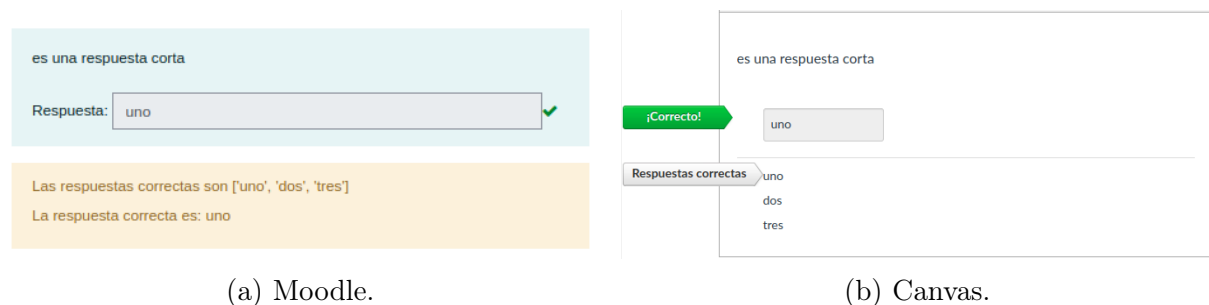 es una respuesta corta
Respuesta: uno
Las respuestas correctas son ['uno', 'dos', 'tres']
La respuesta correcta es: uno
(a) Moodle.
es una respuesta corta
¡Correcto!
uno
Respuestas correctas uno
dos
tres
(b) Canvas.